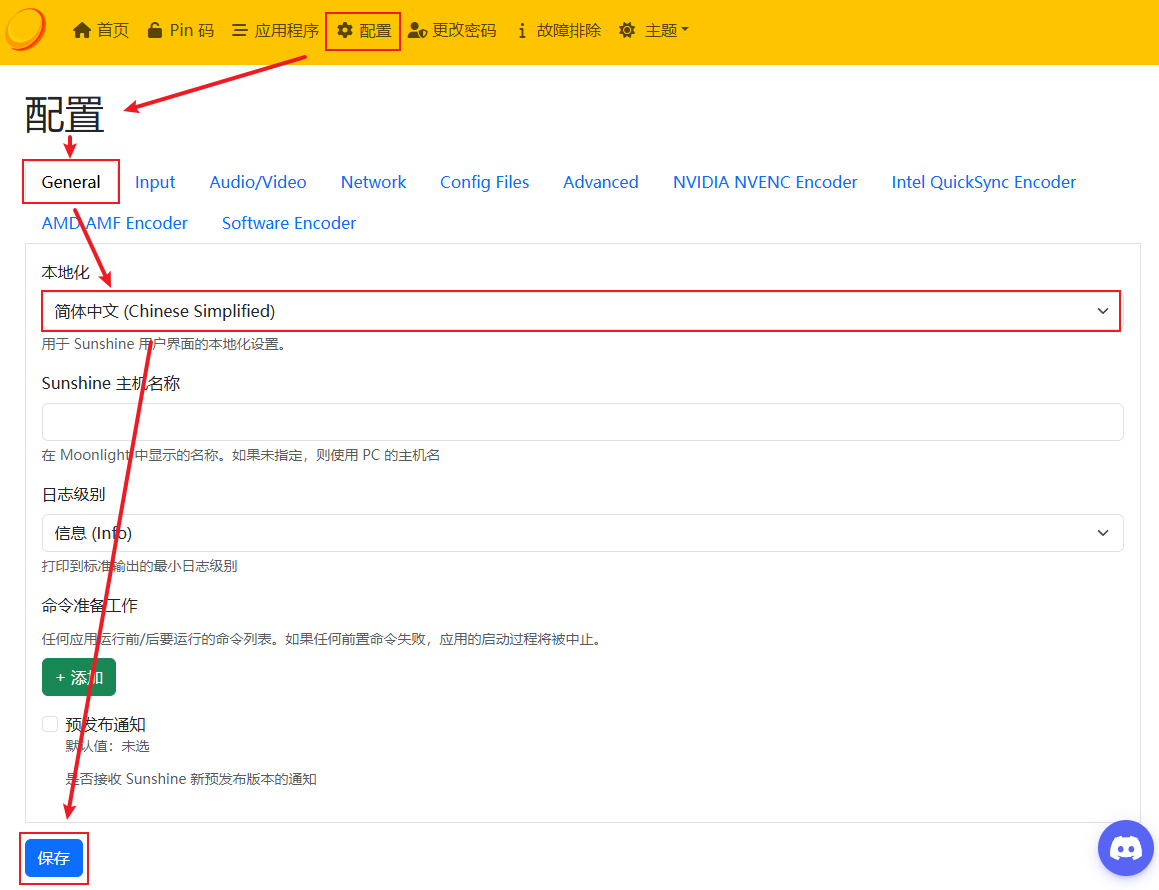 首页 Pin 码 应用程序 配置 更改密码 故障排除 主题
配置
General Input Audio/Video Network Config Files Advanced NVIDIA NVENC Encoder Intel QuickSync Encoder
AMD AMF Encoder Software Encoder
本地化
简体中文 (Chinese Simplified)
用于 Sunshine 用户界面的本地化设置。
Sunshine 主机名称
在 Moonlight 中显示的名称。如果未指定，则使用 PC 的主机名
日志级别
信息 (Info)
打印到标准输出的最小日志级别
命令准备工作
任何应用运行前/后要运行的命令列表。如果任何前置命令失败，应用的启动过程将被中止。
+ 添加
预发布通知
默认值：未选
是否接收 Sunshine 新预发布版本的通知
保存